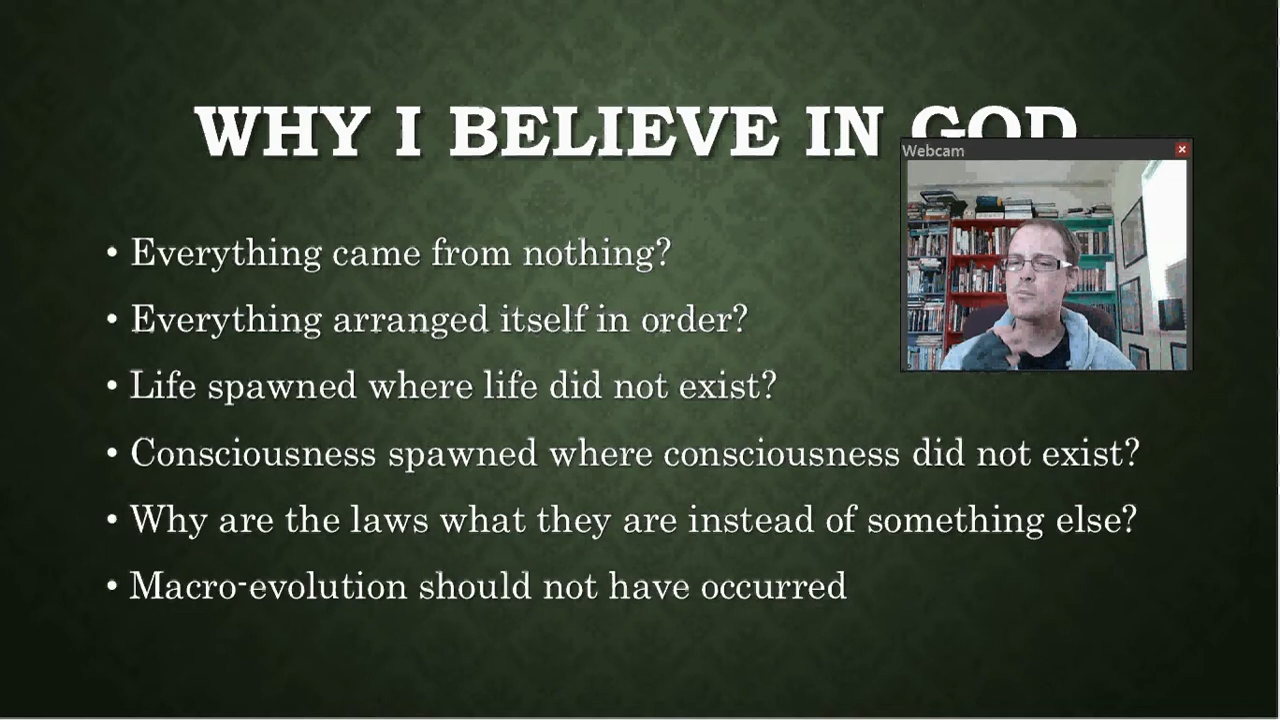 WHY I BELIEVE IN GOD
Webcam
• Everything came from nothing?
• Everything arranged itself in order?
• Life spawned where life did not exist?
• Consciousness spawned where consciousness did not exist?
• Why are the laws what they are instead of something else?
• Macro-evolution should not have occurred